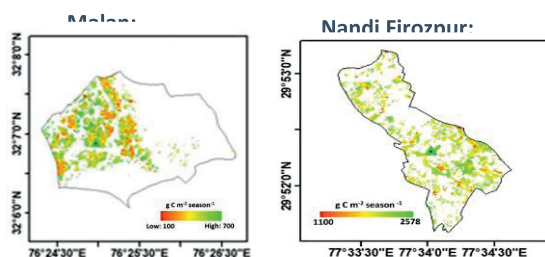 Malan:
Nandi Firozpur:
32°8'0"N
32°7'0"N
32°6'0"N
g C m⁻² season⁻¹
Low: 100
High: 700
76°24'30"E
76°25'30"E
76°26'30"E
29°53'0"N
29°52'0"N
g C m⁻² season⁻¹
1100
2578
77°33'30"E
77°34'0"E
77°34'30"E